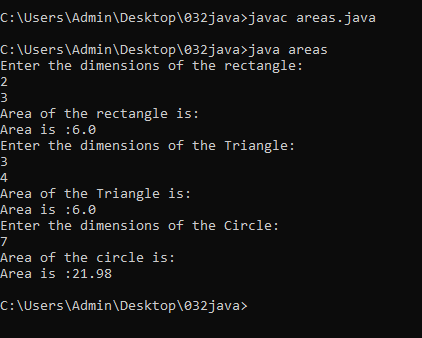 C:\Users\Admin\Desktop\032java>javac areas.java
C:\Users\Admin\Desktop\032java>java areas
Enter the dimensions of the rectangle:
2
3
Area of the rectangle is:
Area is :6.0
Enter the dimensions of the Triangle:
3
4
Area of the Triangle is:
Area is :6.0
Enter the dimensions of the Circle:
7
Area of the circle is:
Area is :21.98
C:\Users\Admin\Desktop\032java>